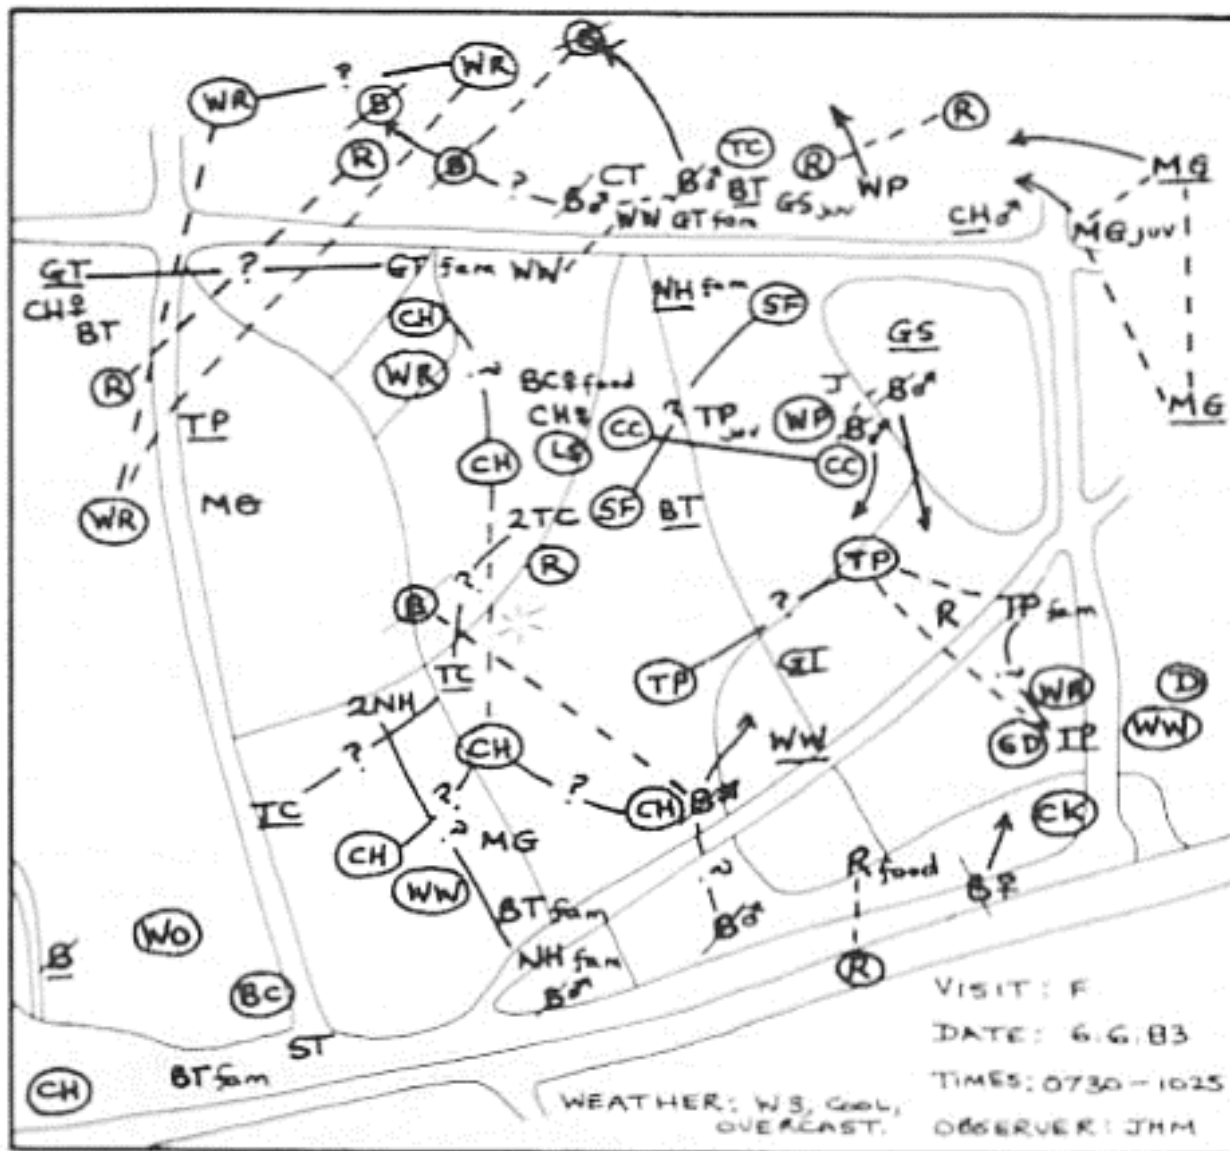 B
WR ? WR
B
R
B
?
B♂
CT
B♂
TC
BT
GS juv
R
R
WP
MG
CH♂
MG juv
WW GT fam
GT ? GT fam WW
CH♀
BT
R
TP
WR
MG
CH
WR
?
BC♀ food
CH♀
LS
CH
NH fam
SF
GS
J
B♂
WP
B♂
?
TP juv
CC
CC
MG
SF
BT
2TC
R
?
B
TC
TP
?
R
TP fam
TP
GT
?
WR
D
WW
GD
TP
2NH
?
TC
CH
?
WW
?
CH
B
?
CH
?
MG
WW
CK
R food
B♀
BT fam
?
B♂
NH fam
B♂
WO
B
BC
R
ST
BT fam
CH
VISIT: F
DATE: 6.6.83
TIMES: 0730-1025
WEATHER: W3, COOL,
OVERCAST.
OBSERVER: JHM